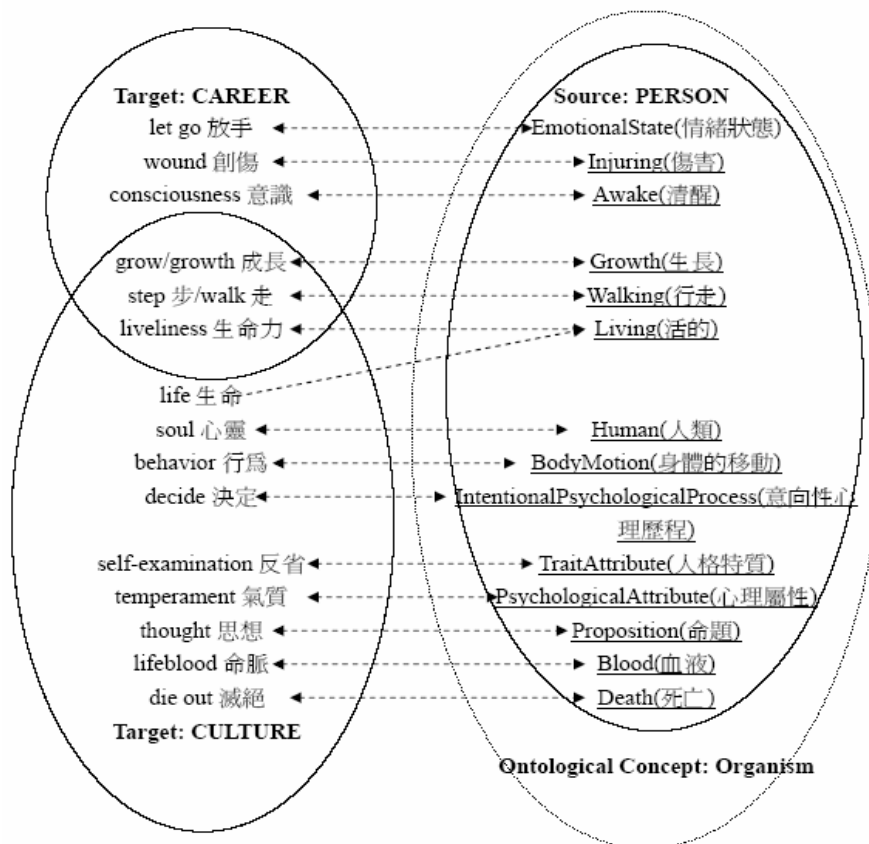 Target: CAREER Source: PERSON
let go 放手 EmotionalState(情緒狀態)
wound 創傷 Injuring(傷害)
consciousness 意識 Awake(清醒)
grow/growth 成長 Growth(生長)
step 步/walk 走 Walking(行走)
liveliness 生命力 Living(活的)
life 生命
soul 心靈 Human(人類)
behavior 行爲 BodyMotion(身體的移動)
decide 決定 IntentionalPsychologicalProcess(意向性心
理歷程)
self-examination 反省 TraitAttribute(人格特質)
temperament 氣質 PsychologicalAttribute(心理屬性)
thought 思想 Proposition(命題)
lifeblood 命脈 Blood(血液)
die out 滅絕 Death(死亡)
Target: CULTURE
Ontological Concept: Organism